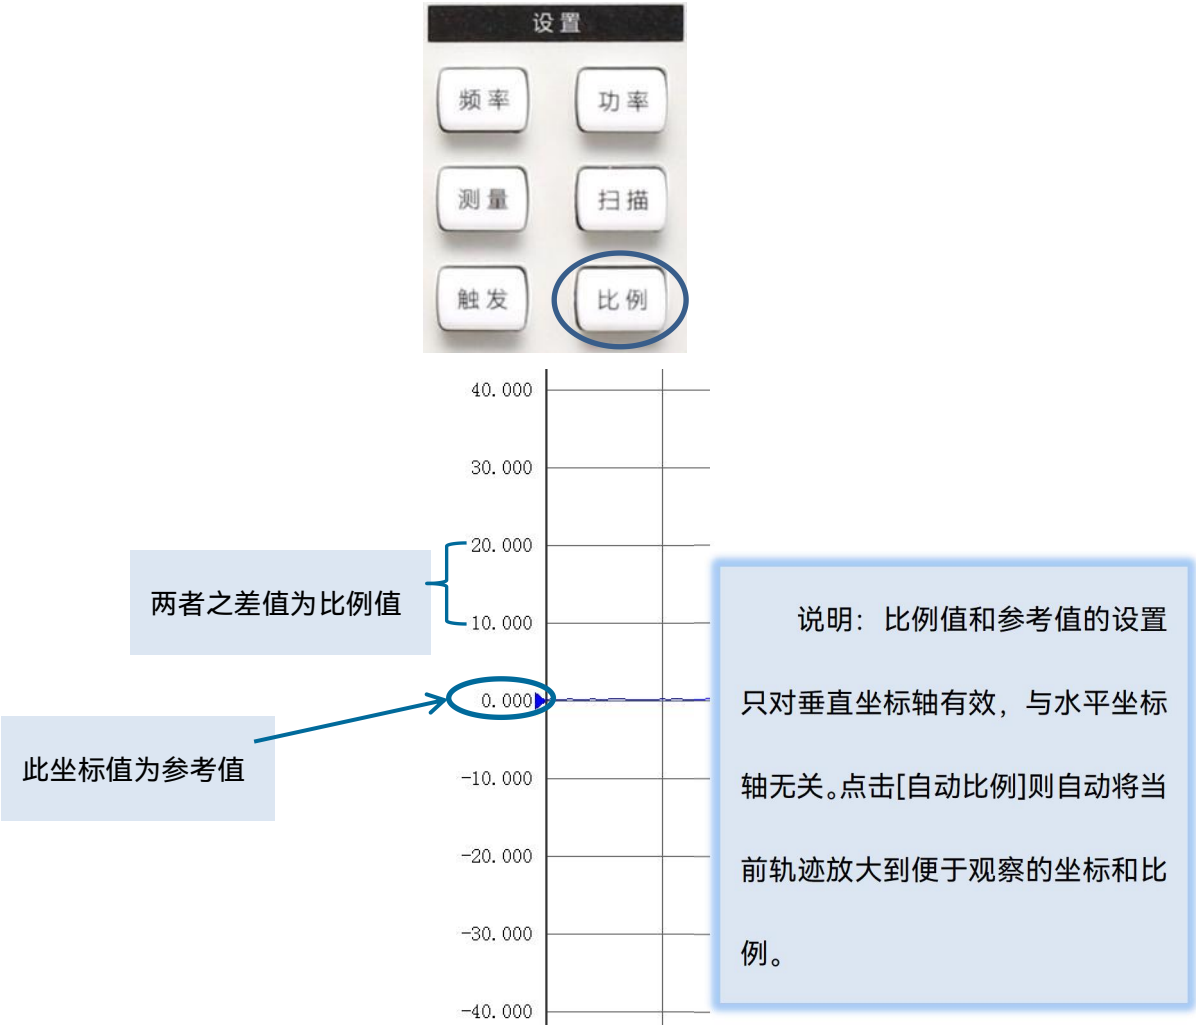 设置
频率
功率
测量
扫描
触发
比例
40.000
30.000
20.000
10.000
0.000
-10.000
-20.000
-30.000
-40.000
两者之差值为比例值
此坐标值为参考值
说明：比例值和参考值的设置
只对垂直坐标轴有效，与水平坐标
轴无关。点击[自动比例]则自动将当
前轨迹放大到便于观察的坐标和比
例。